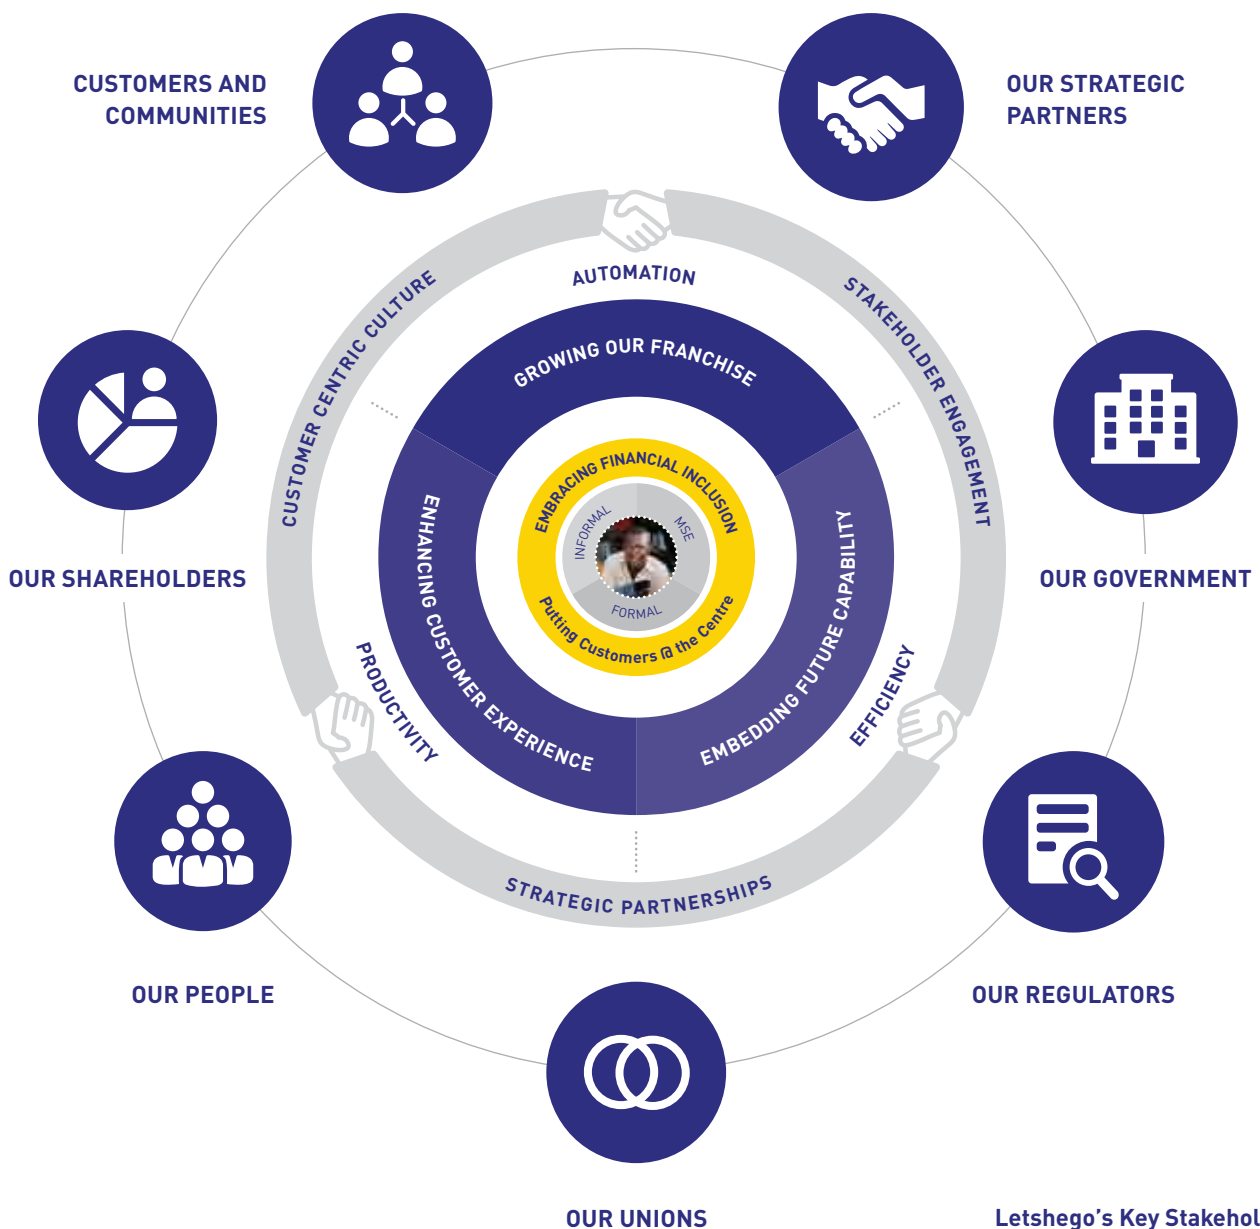 CUSTOMERS AND
COMMUNITIES
OUR STRATEGIC
PARTNERS
CUSTOMER CENTRIC CULTURE
STAKEHOLDER ENGAGEMENT
AUTOMATION
GROWING OUR FRANCHISE
ENHANCING CUSTOMER EXPERIENCE
EMBEDDING FUTURE CAPABILITY
EMBRACING FINANCIAL INCLUSION
INFORMAL
MSE
FORMAL
Putting Customers @ the Centre
OUR SHAREHOLDERS
OUR GOVERNMENT
PRODUCTIVITY
EFFICIENCY
STRATEGIC PARTNERSHIPS
OUR PEOPLE
OUR REGULATORS
OUR UNIONS
Letshego's Key Stakehol